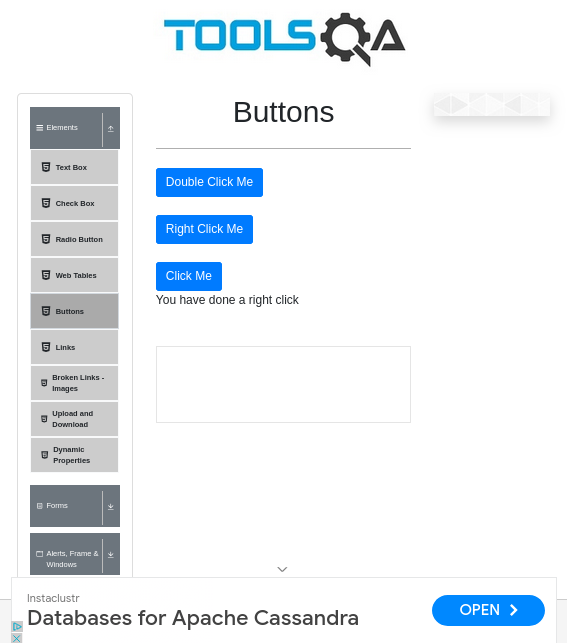 TOOLSQA
Elements
Text Box
Check Box
Radio Button
Web Tables
Buttons
Links
Broken Links -
Images
Upload and
Download
Dynamic
Properties
Forms
Alerts, Frame &
Windows
Buttons
Double Click Me
Right Click Me
Click Me
You have done a right click
Instaclustr
Databases for Apache Cassandra
OPEN